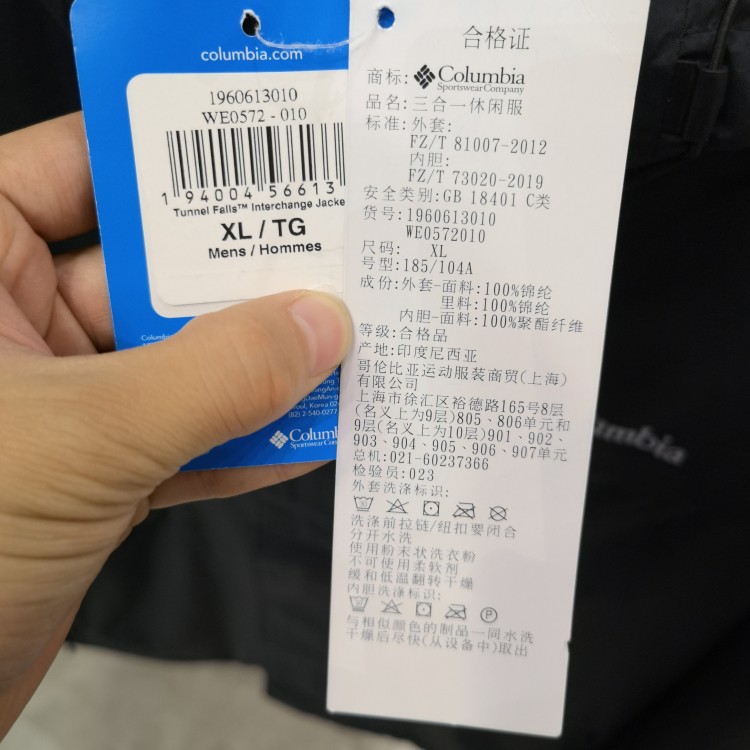 columbia.com
1960613010
WE0572 - 010
1 94004 56613
Tunnel Falls™ Interchange Jacke
XL / TG
Mens / Hommes
Columbia
Sportswear Company
合格证
商标: Columbia
Sportswear Company
品名:三合一休闲服
标准:外套:
FZ/T 81007-2012
内胆:
FZ/T 73020-2019
安全类别:GB 18401 C类
货号:1960613010
WE0572010
尺码: XL
号型:185/104A
成份:外套-面料:100%锦纶
里料:100%锦纶
内胆-面料:100%聚酯纤维
等级:合格品
产地:印度尼西亚
哥伦比亚运动服装商贸(上海)
有限公司
上海市徐汇区裕德路165号8层
(名义上为9层)805、806单元和
9层(名义上为10层)901、902、
903、904、905、906、907单元
总机:021-60237366
检验员:023
外套洗涤标识:
洗涤前拉链/纽扣要闭合
分开水洗
使用粉末状洗衣粉
不可使用柔软剂
缓和低温翻转干燥
内胆洗涤标识:
P
与相似颜色的制品一同水洗
干燥后尽快(从设备中)取出
umbia